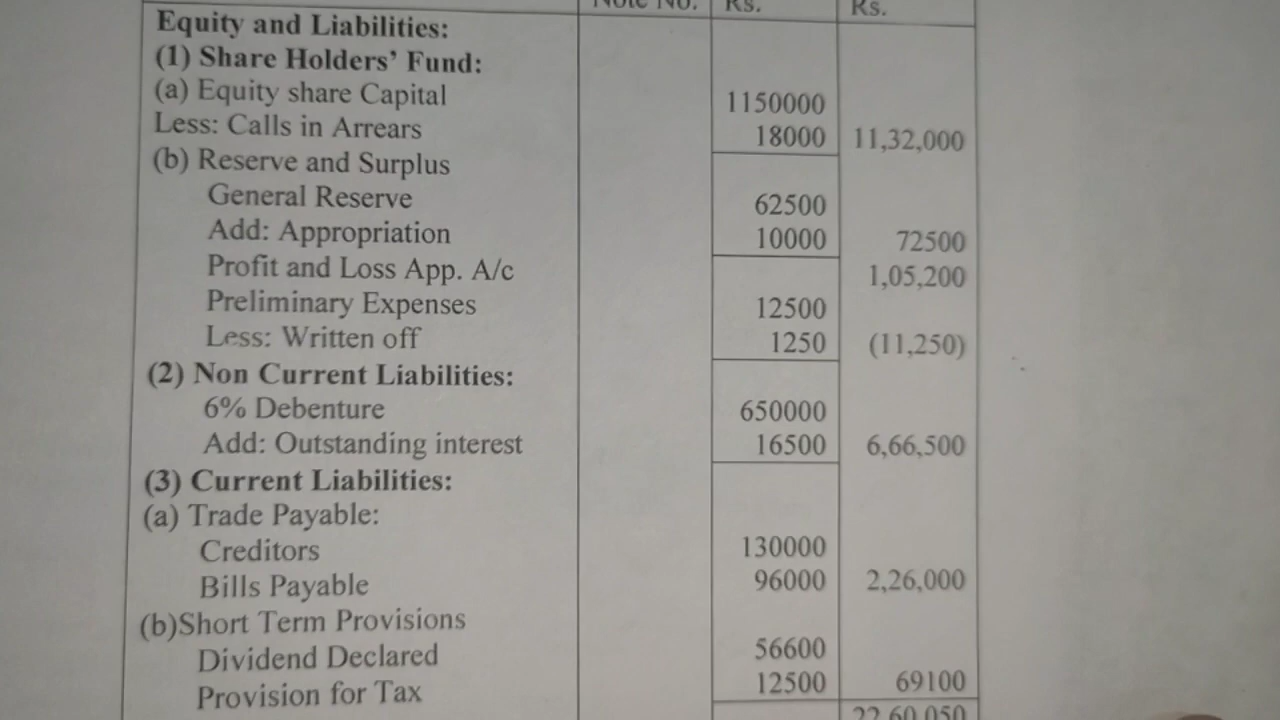 Note No. Rs. Rs.
Equity and Liabilities:
(1) Share Holders’ Fund:
(a) Equity share Capital 1150000
Less: Calls in Arrears 18000 11,32,000
(b) Reserve and Surplus
General Reserve 62500
Add: Appropriation 10000 72500
Profit and Loss App. A/c 1,05,200
Preliminary Expenses 12500
Less: Written off 1250 (11,250)
(2) Non Current Liabilities:
6% Debenture 650000
Add: Outstanding interest 16500 6,66,500
(3) Current Liabilities:
(a) Trade Payable:
Creditors 130000
Bills Payable 96000 2,26,000
(b)Short Term Provisions
Dividend Declared 56600
Provision for Tax 12500 69100
22,60,050